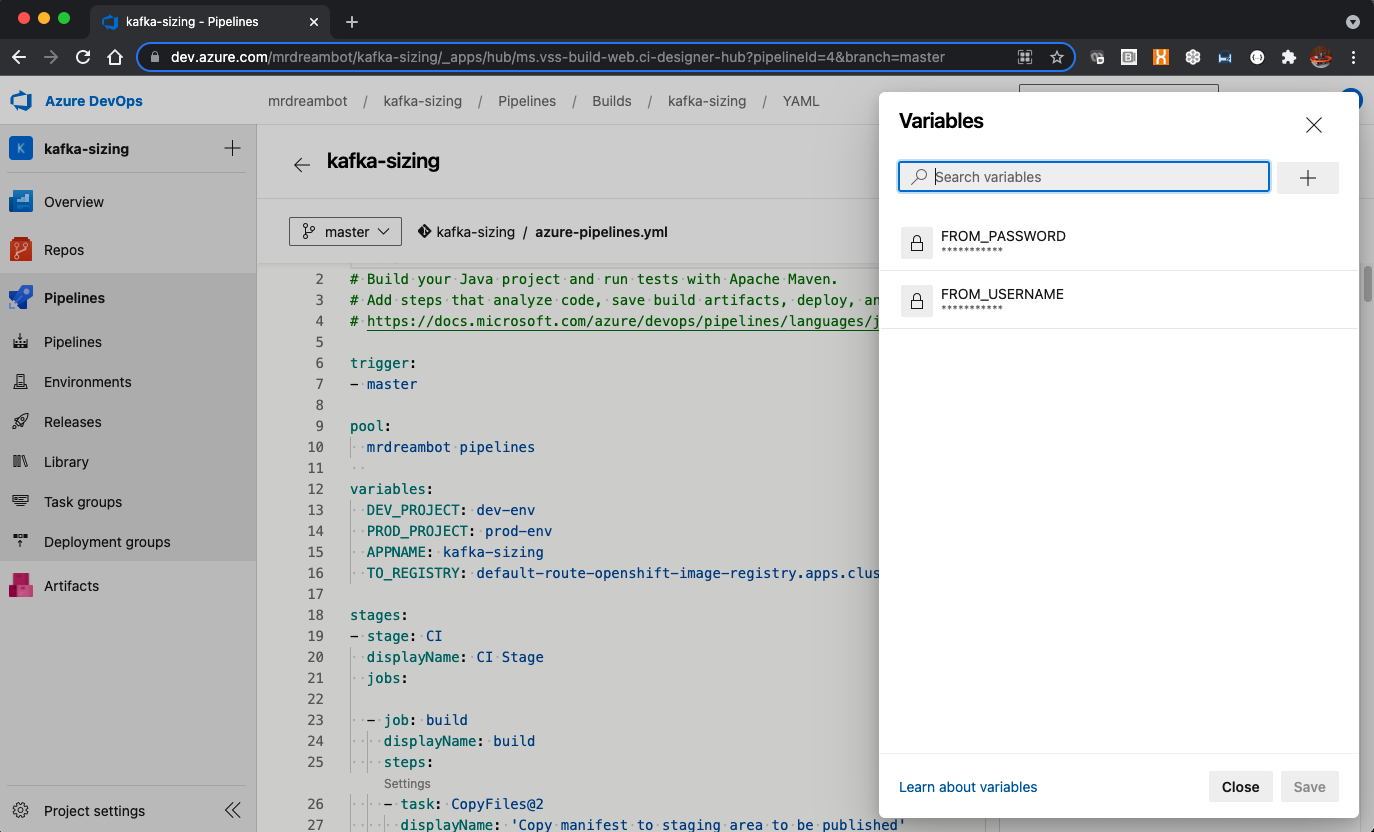 kafka-sizing - Pipelines
dev.azure.com/mrdreambot/kafka-sizing/_apps/hub/ms.vss-build-web.ci-designer-hub?pipelineId=4&branch=master
Azure DevOps
mrdreambot / kafka-sizing / Pipelines / Builds / kafka-sizing / YAML
K kafka-sizing
Overview
Repos
Pipelines
Pipelines
Environments
Releases
Library
Task groups
Deployment groups
Artifacts
Project settings
kafka-sizing
master kafka-sizing / azure-pipelines.yml
2 # Build your Java project and run tests with Apache Maven.
3 # Add steps that analyze code, save build artifacts, deploy, an
4 # https://docs.microsoft.com/azure/devops/pipelines/languages/j
5
6 trigger:
7 - master
8
9 pool:
10 mrdreambot pipelines
11
12 variables:
13 DEV_PROJECT: dev-env
14 PROD_PROJECT: prod-env
15 APPNAME: kafka-sizing
16 TO_REGISTRY: default-route-openshift-image-registry.apps.clus
17
18 stages:
19 - stage: CI
20 displayName: CI Stage
21 jobs:
22
23 - job: build
24 displayName: build
25 steps:
Settings
26 - task: CopyFiles@2
27 displayName: 'Copy manifest to staging area to be published'
Variables
Search variables
FROM_PASSWORD
***********
FROM_USERNAME
***********
Learn about variables
Close
Save